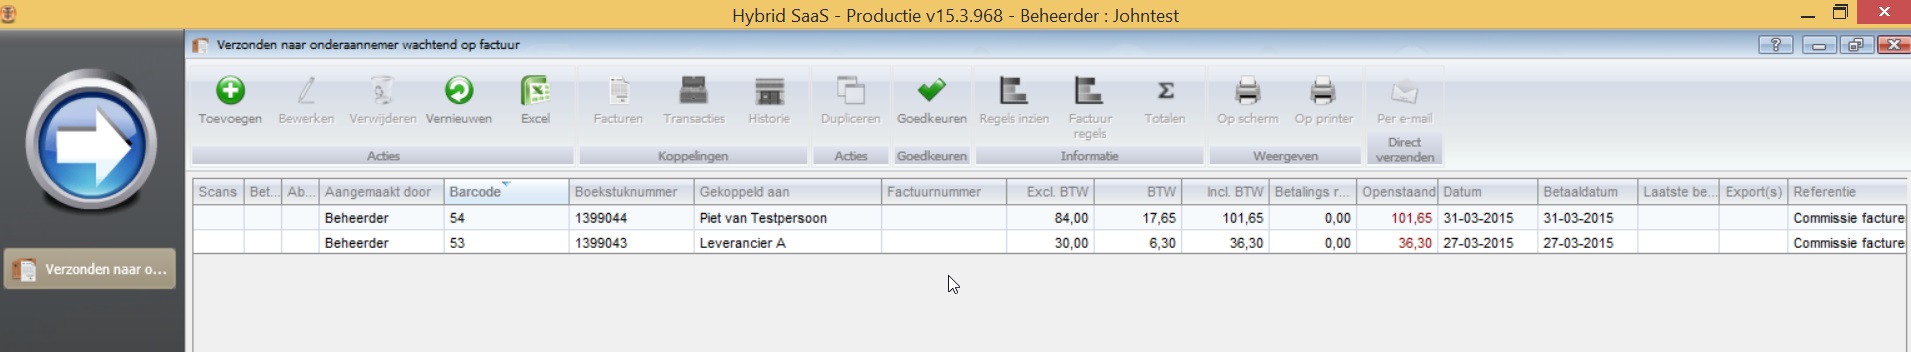 Hybrid SaaS - Productie v15.3.968 - Beheerder : Johntest
Verzonden naar onderaannemer wachtend op factuur
Toevoegen Bewerken Verwijderen Vernieuwen Excel Facturen Transacties Historie Dupliceren Goedkeuren Regels inzien Factuur regels Totalen Op scherm Op printer Per e-mail
Acties Koppelingen Acties Goedkeuren Informatie Weergeven Direct verzenden
Scans Bet... Ab... Aangemaakt door Barcode Boekstuknummer Gekoppeld aan Factuurnummer Excl. BTW BTW Incl. BTW Betalings r... Openstaand Datum Betaaldatum Laatste be... Export(s) Referentie
Beheerder 54 1399044 Piet van Testpersoon 84,00 17,65 101,65 0,00 101,65 31-03-2015 31-03-2015 Commissie facture
Beheerder 53 1399043 Leverancier A 30,00 6,30 36,30 0,00 36,30 27-03-2015 27-03-2015 Commissie facture
Verzonden naar o...